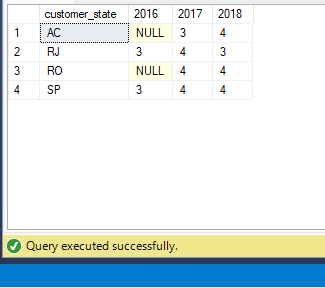 customer_state 2016 2017 2018
1 AC NULL 3 4
2 RJ 3 4 3
3 RO NULL 4 4
4 SP 3 4 4
Query executed successfully.